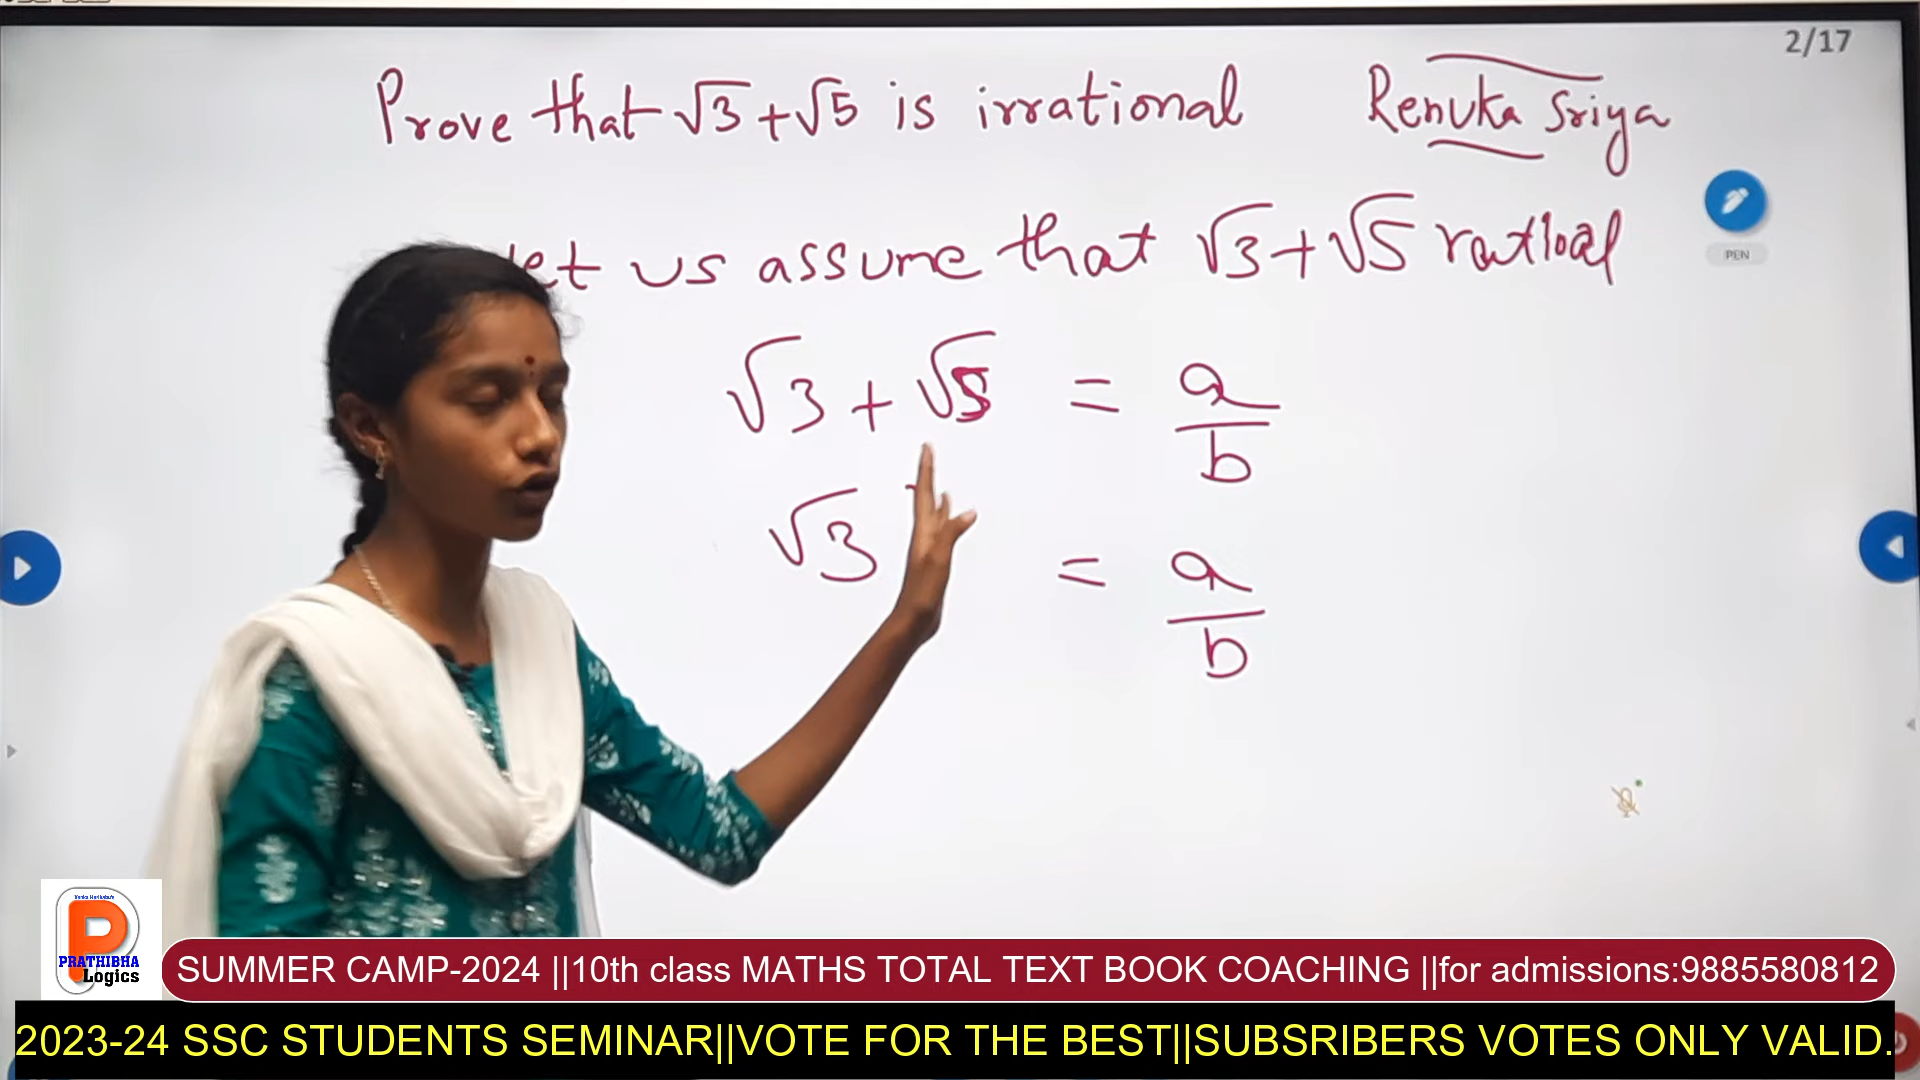 2/17
Prove that √3+√5 is irrational Renuka Sriya
PEN
let us assume that √3+√5
√3 + √5 = a/b
√3 = a/b
PRATHIBHA
Logics
SUMMER CAMP-2024 ||10th class MATHS TOTAL TEXT BOOK COACHING ||for admissions:9885580812
2023-24 SSC STUDENTS SEMINAR||VOTE FOR THE BEST||SUBSRIBERS VOTES ONLY VALID.